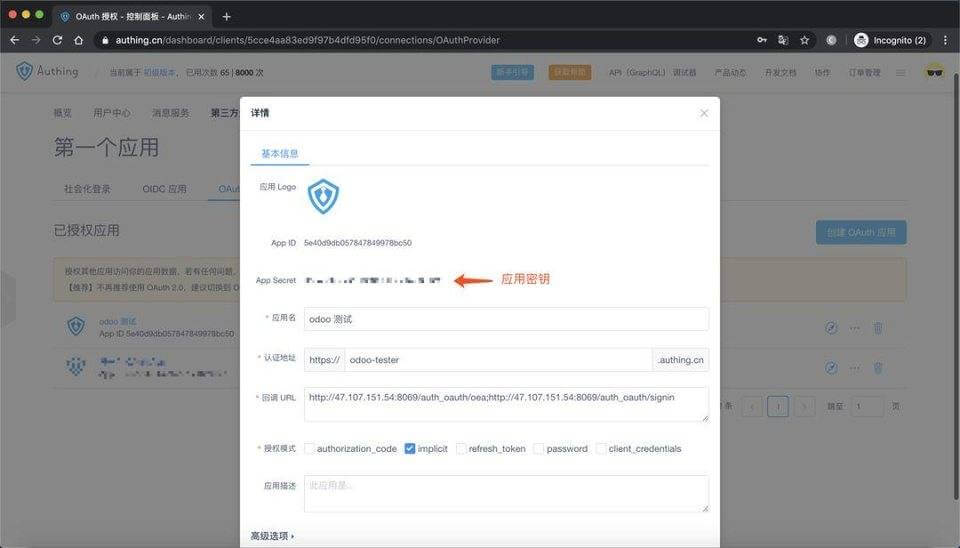 OAuth 授权 - 控制面板 - Authin
authing.cn/dashboard/clients/5cce4aa83ed9f97b4dfd95f0/connections/OAuthProvider
Incognito (2)
Authing
当前属于 初级版本，已用次数 65 | 8000 次
新手引导
获取帮助
API（GraphQL）调试器
产品动态
开发文档
协作
订单管理
概览
用户中心
消息服务
第三方
第一个应用
社会化登录
OIDC 应用
OAut
已授权应用
创建 OAuth 应用
授权其他应用访问你的应用数据，若有任何问题，
【推荐】不再推荐使用 OAuth 2.0，建议切换到 O
odoo 测试
App ID 5e40d9db057847849978bc50
条
1
跳至
1
页
详情
基本信息
应用 Logo
App ID 5e40d9db057847849978bc50
App Secret
应用密钥
* 应用名 odoo 测试
* 认证地址 https:// odoo-tester .authing.cn
* 回调 URL http://47.107.151.54:8069/auth_oauth/oea;http://47.107.151.54:8069/auth_oauth/signin
* 授权模式 authorization_code implicit refresh_token password client_credentials
应用描述 此应用是...
高级选项